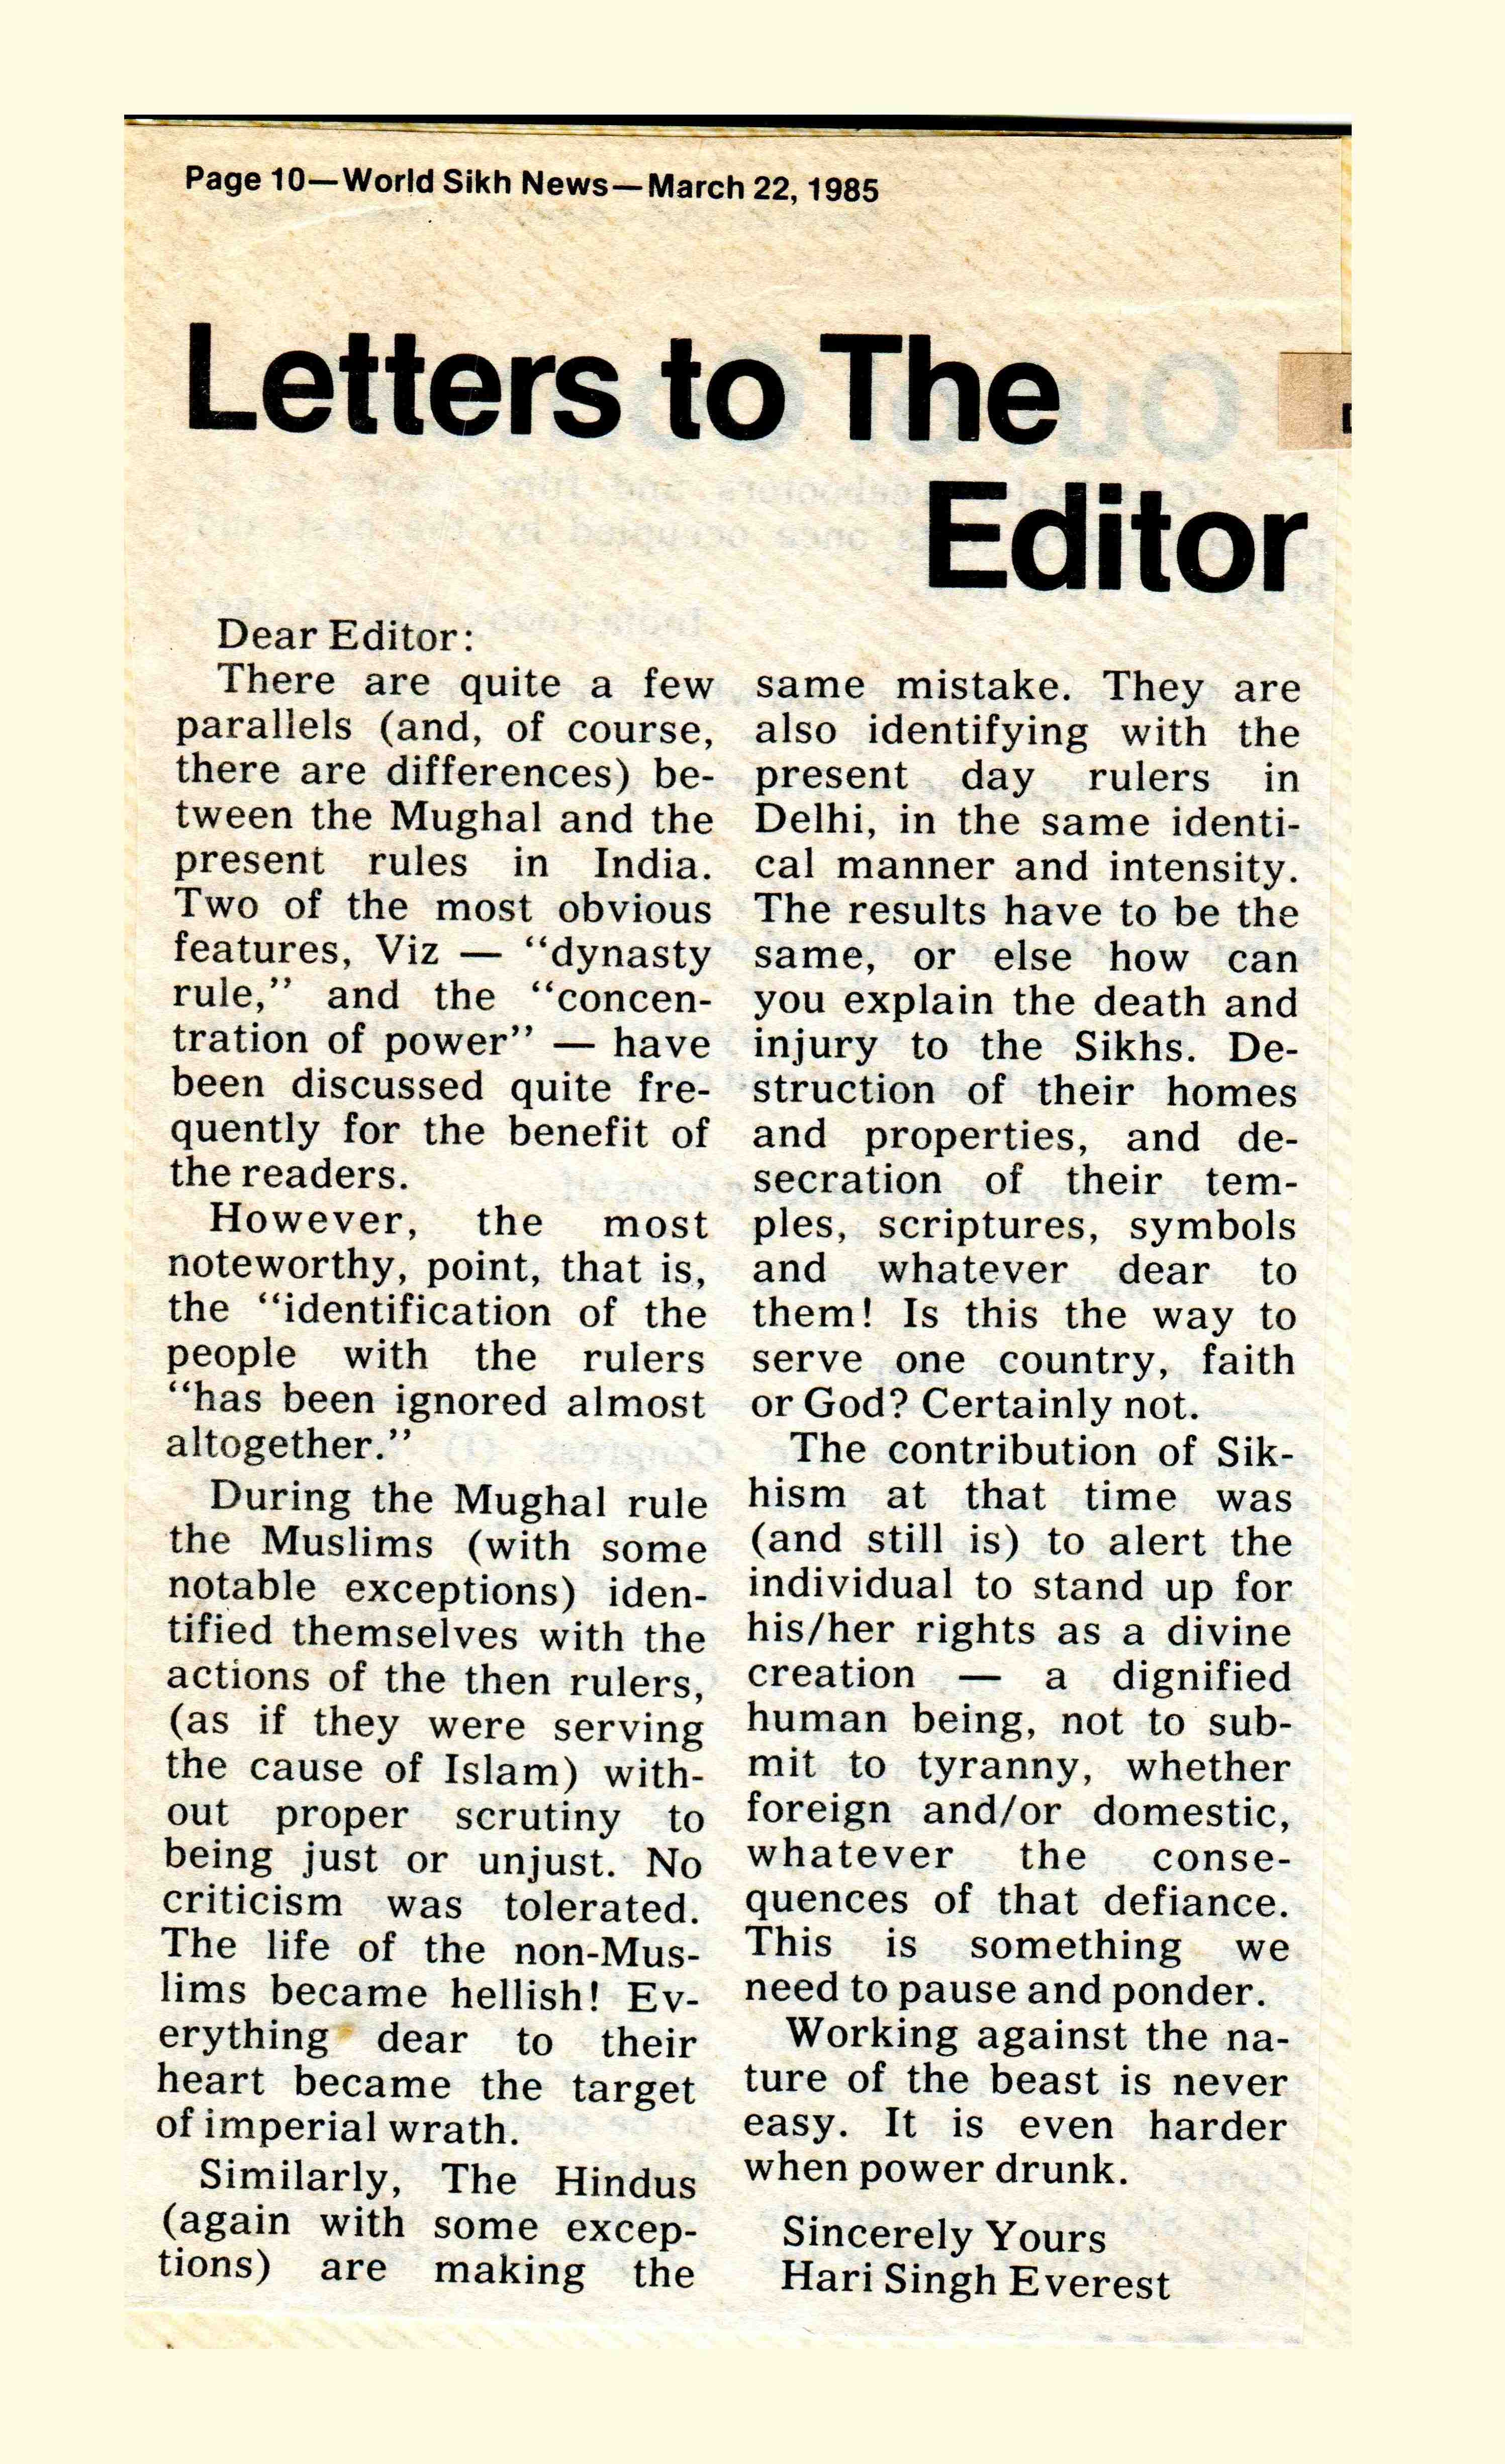 Page 10—World Sikh News—March 22, 1985
Letters to The
Editor
Dear Editor:
There are quite a few
parallels (and, of course,
there are differences) be-
tween the Mughal and the
present rules in India.
Two of the most obvious
features, Viz — “dynasty
rule,” and the “concen-
tration of power” — have
been discussed quite fre-
quently for the benefit of
the readers.
However, the most
noteworthy, point, that is,
the “identification of the
people with the rulers
“has been ignored almost
altogether.”
During the Mughal rule
the Muslims (with some
notable exceptions) iden-
tified themselves with the
actions of the then rulers,
(as if they were serving
the cause of Islam) with-
out proper scrutiny to
being just or unjust. No
criticism was tolerated.
The life of the non-Mus-
lims became hellish! Ev-
erything dear to their
heart became the target
of imperial wrath.
Similarly, The Hindus
(again with some excep-
tions) are making the
same mistake. They are
also identifying with the
present day rulers in
Delhi, in the same identi-
cal manner and intensity.
The results have to be the
same, or else how can
you explain the death and
injury to the Sikhs. De-
struction of their homes
and properties, and de-
secration of their tem-
ples, scriptures, symbols
and whatever dear to
them! Is this the way to
serve one country, faith
or God? Certainly not.
The contribution of Sik-
hism at that time was
(and still is) to alert the
individual to stand up for
his/her rights as a divine
creation — a dignified
human being, not to sub-
mit to tyranny, whether
foreign and/or domestic,
whatever the conse-
quences of that defiance.
This is something we
need to pause and ponder.
Working against the na-
ture of the beast is never
easy. It is even harder
when power drunk.
Sincerely Yours
Hari Singh Everest